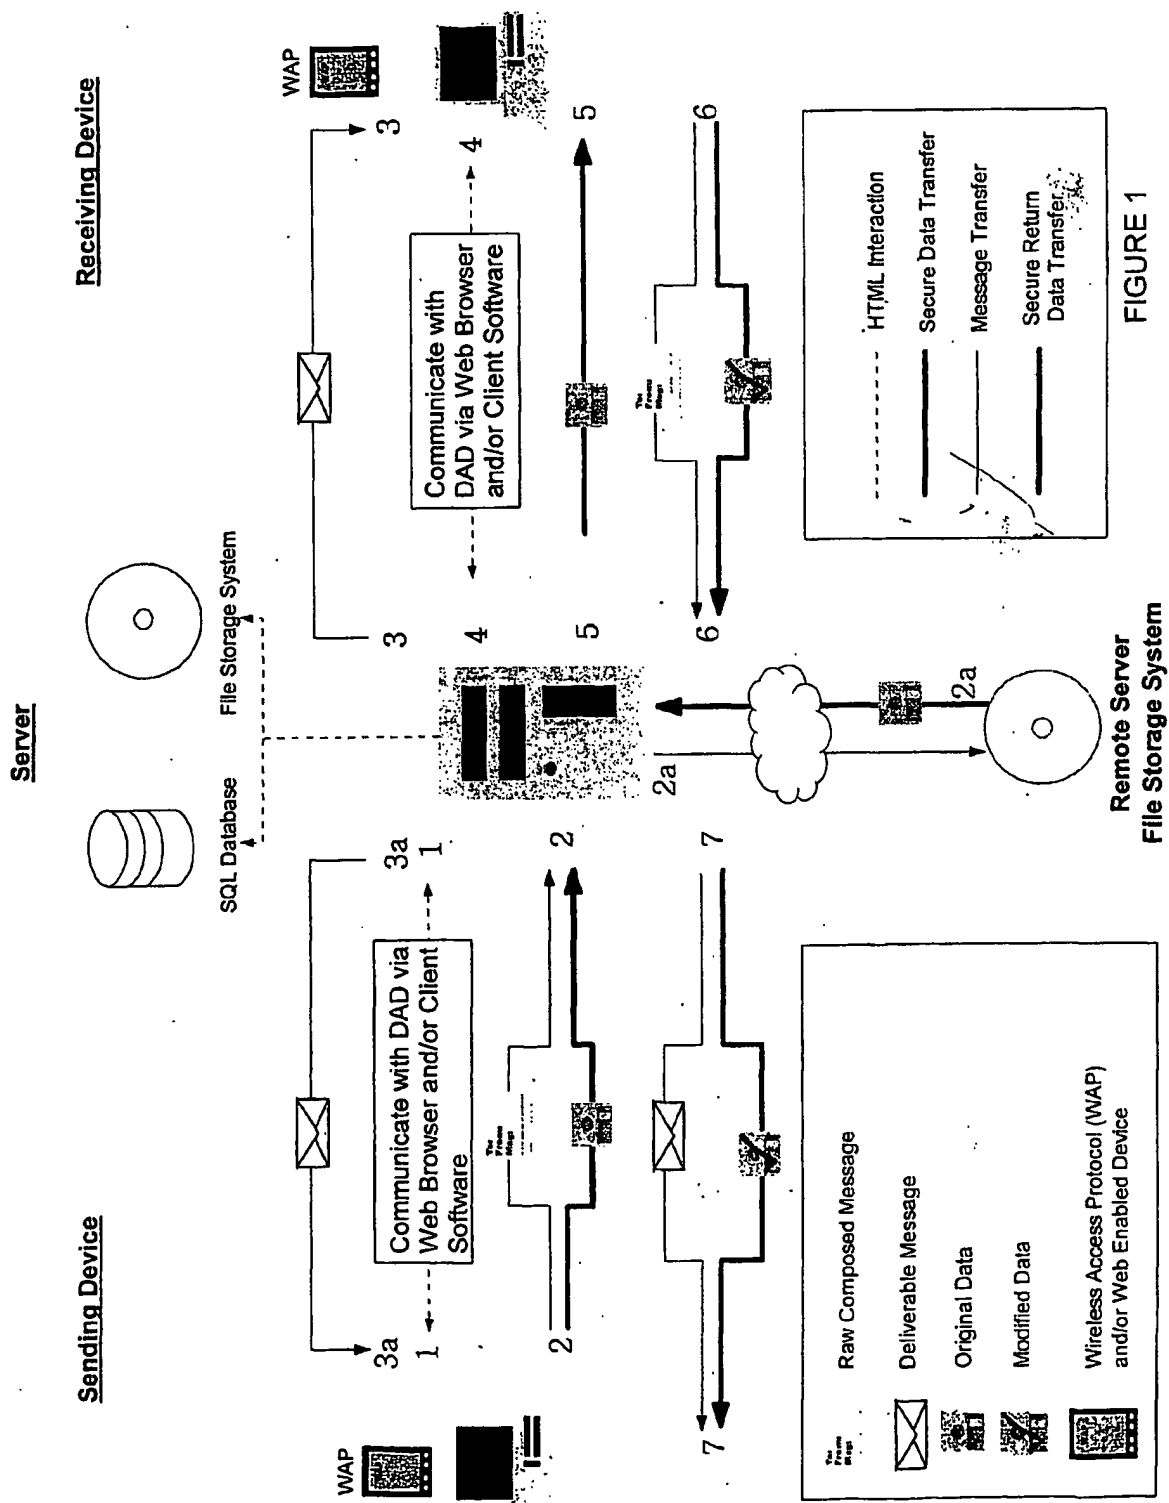 Sending Device
Server
Receiving Device
SQL Database
File Storage System
WAP
WAP
3a
3a
3
3
1
1
Communicate with DAD via
Web Browser and/or Client
Software
4
4
Communicate with
DAD via Web Browser
and/or Client Software
2
2
5
5
7
7
6
6
2a
2a
Remote Server
File Storage System
Raw Composed Message
Deliverable Message
Original Data
Modified Data
Wireless Access Protocol (WAP)
and/or Web Enabled Device
HTML Interaction
Secure Data Transfer
Message Transfer
Secure Return
Data Transfer
FIGURE 1